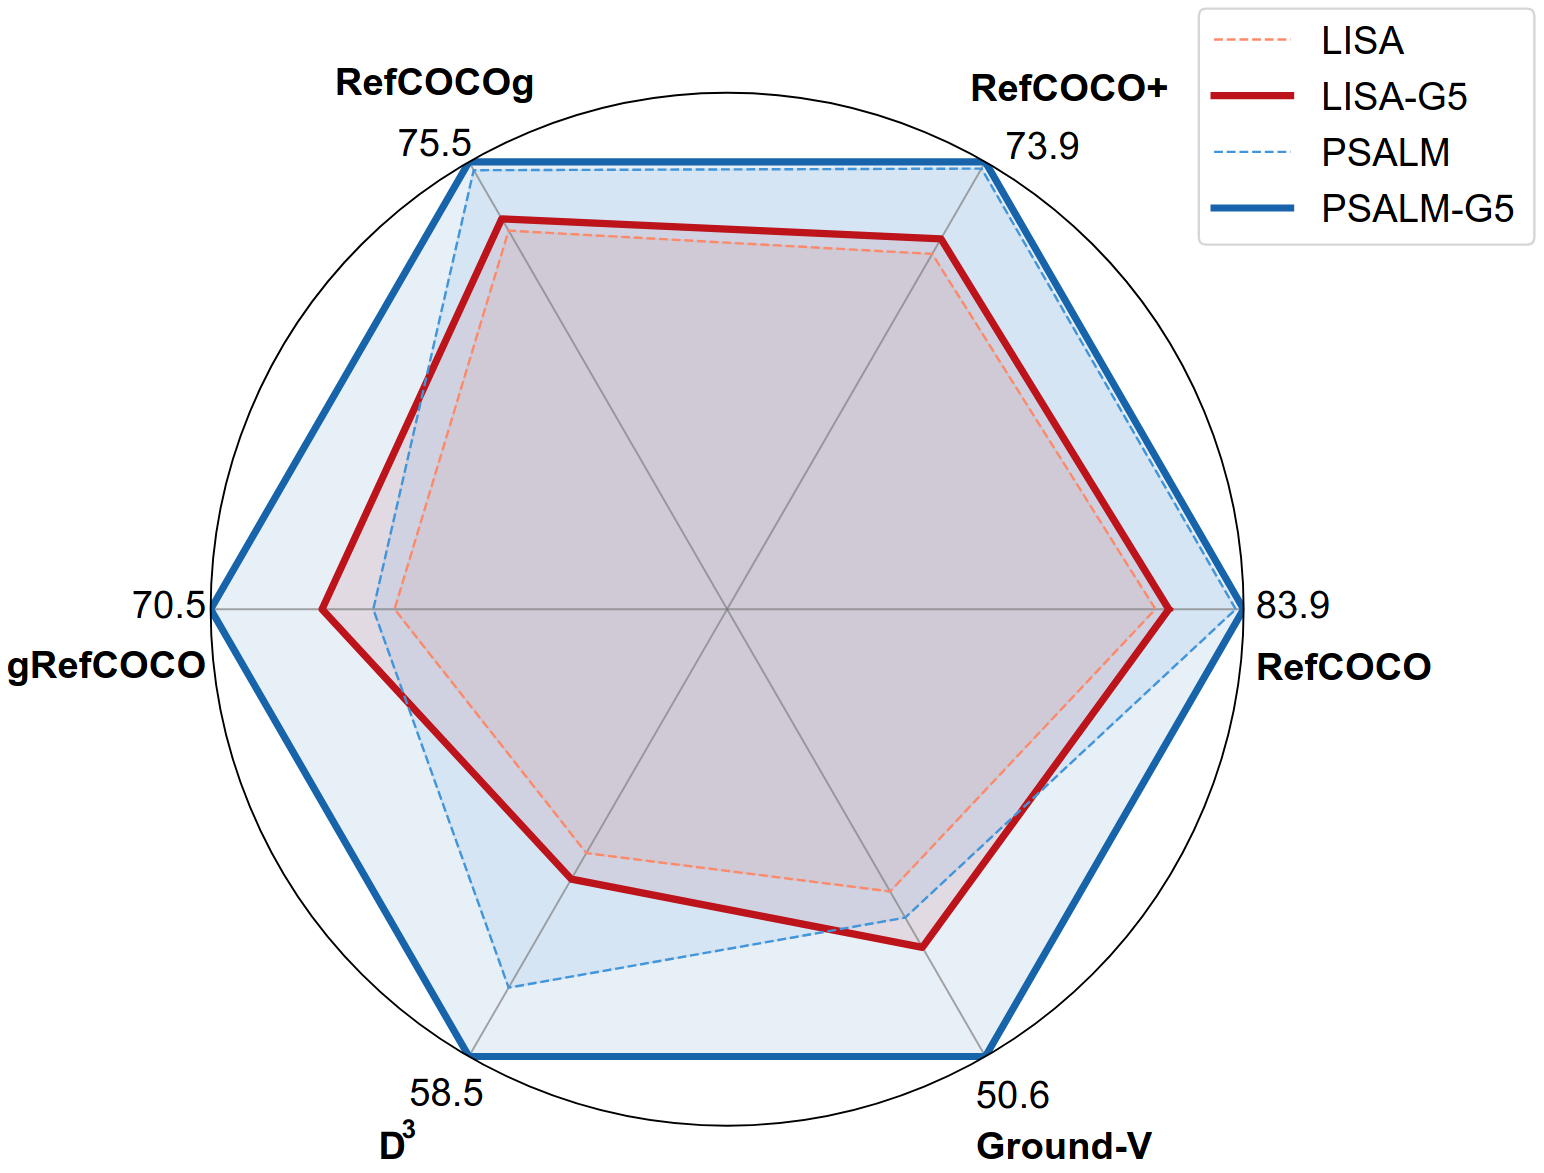 LISA
LISA-G5
PSALM
PSALM-G5
RefCOCOg
75.5
RefCOCO+
73.9
70.5
gRefCOCO
83.9
RefCOCO
58.5
D³
50.6
Ground-V